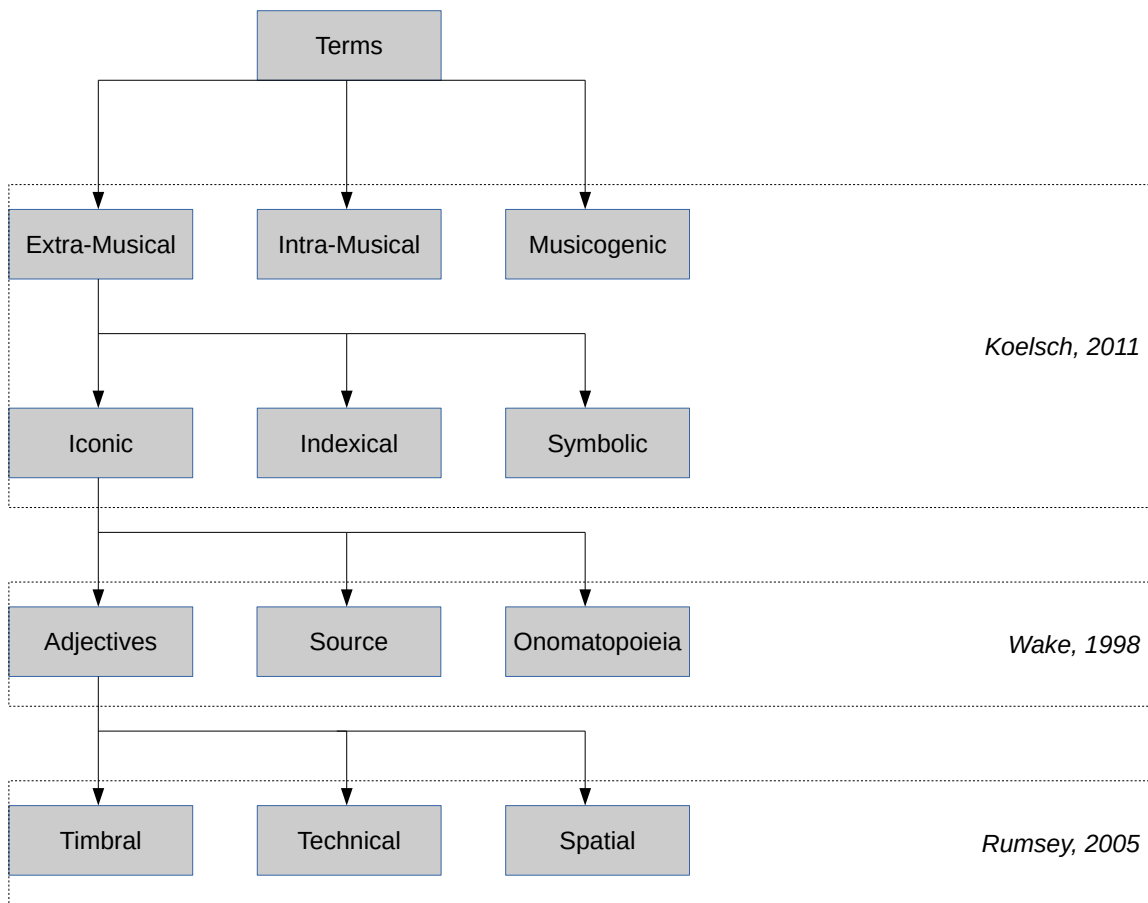 Terms
Extra-Musical
Intra-Musical
Musicogenic
Koelsch, 2011
Iconic
Indexical
Symbolic
Adjectives
Source
Onomatopoieia
Wake, 1998
Timbral
Technical
Spatial
Rumsey, 2005